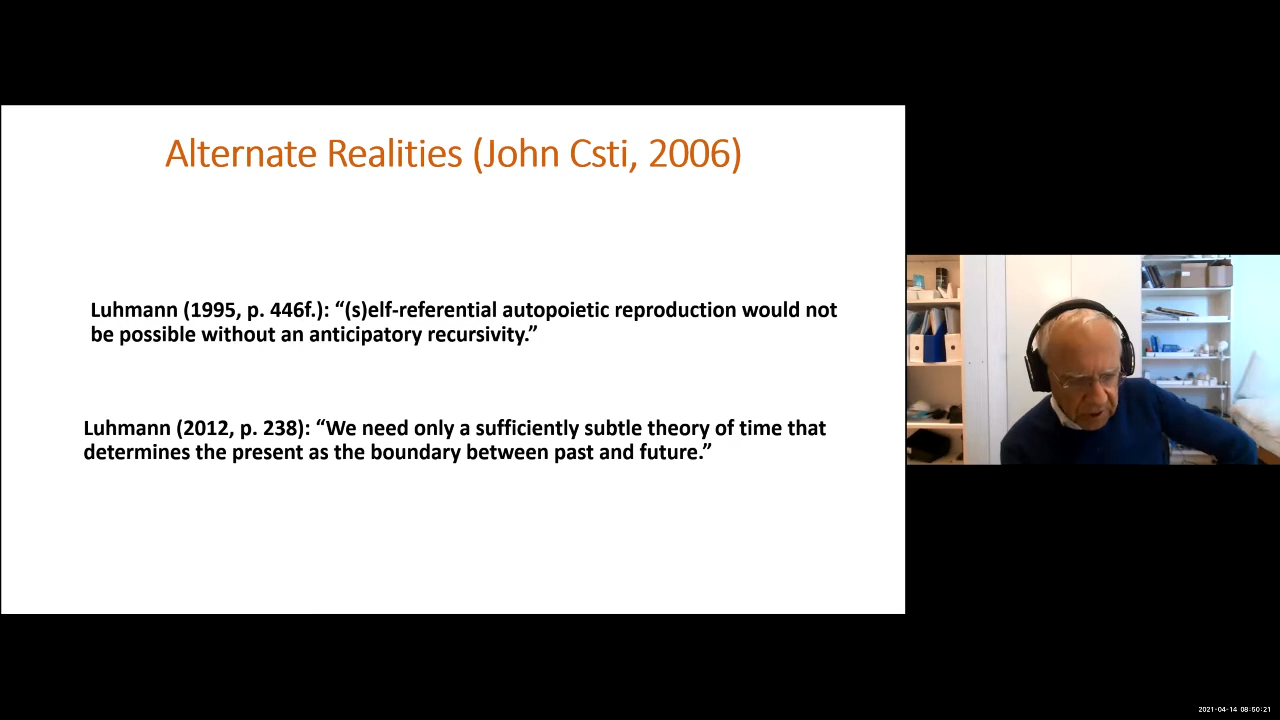 Alternate Realities (John Csti, 2006)
Luhmann (1995, p. 446f.): “(s)elf-referential autopoietic reproduction would not
be possible without an anticipatory recursivity.”
Luhmann (2012, p. 238): “We need only a sufficiently subtle theory of time that
determines the present as the boundary between past and future.”
2021-04-14 08:50:21